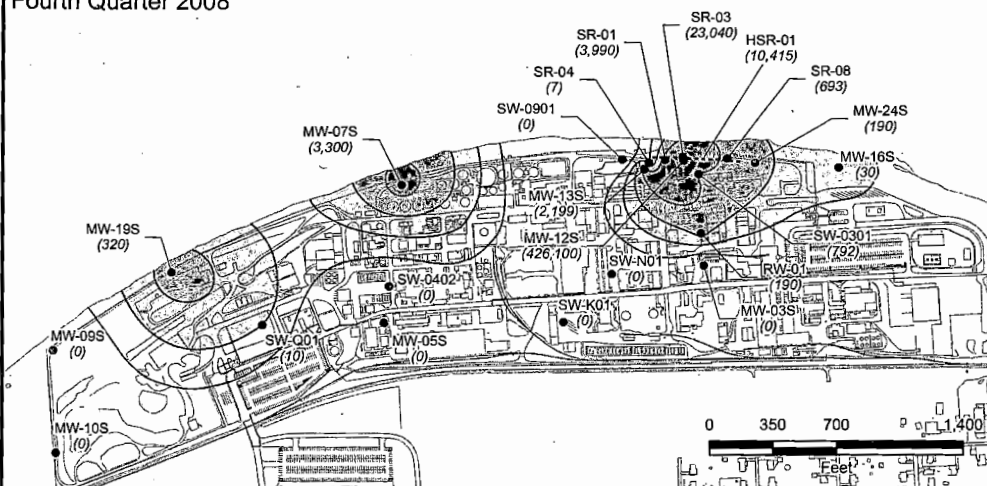 Fourth Quarter 2008
SR-03
(23,040)
SR-01
(3,990)
HSR-01
(10,415)
SR-04
(7)
SR-08
(693)
SW-0901
(0)
MW-24S
(190)
MW-07S
(3,300)
MW-16S
(30)
MW-13S
(2,199)
MW-19S
(320)
MW-12S
(426,100)
SW-0301
(792)
SW-N01
(0)
RW-01
(190)
SW-0402
(0)
SW-K01
(0)
MW-03S
(0)
MW-09S
(0)
SW-Q01
(10)
MW-05S
(0)
MW-10S
(0)
0 350 700 1,400
Feet